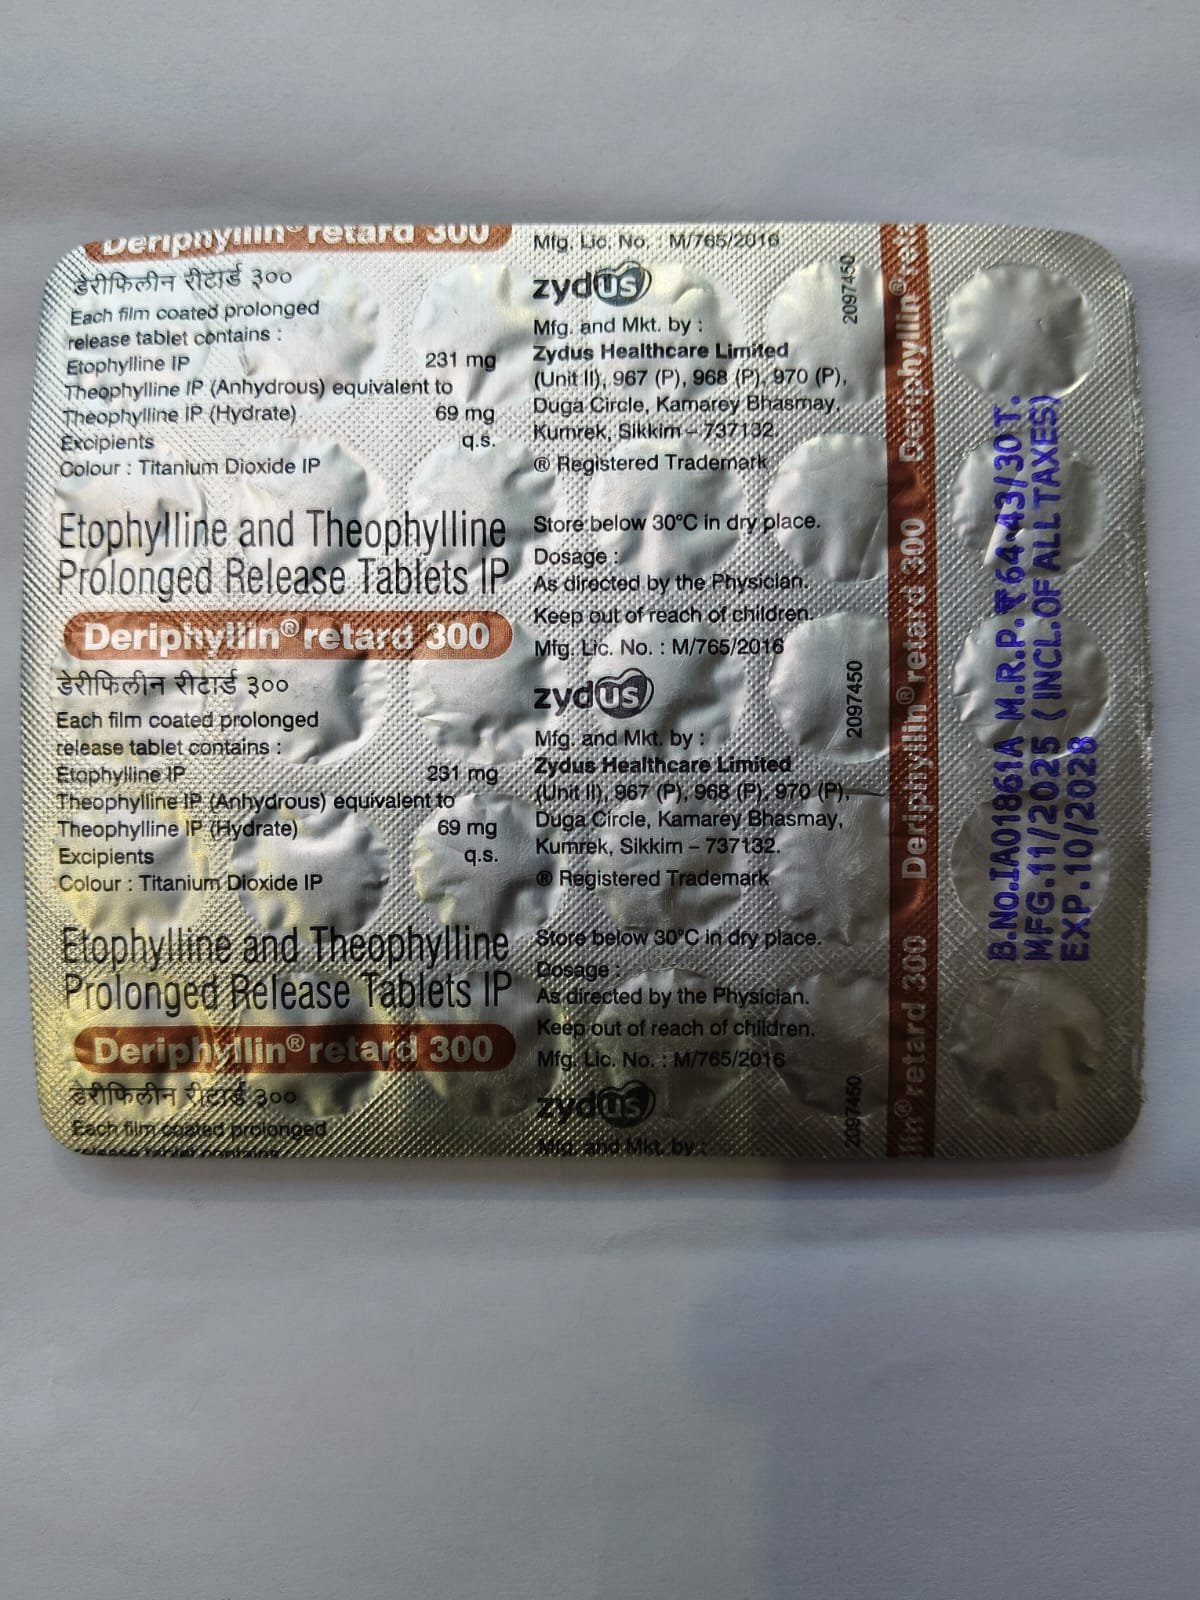 Deriphyllin® retard 300
डेरीफिलीन रीटार्ड ३००
Each film coated prolonged
release tablet contains :
Etophylline IP 231 mg
Theophylline IP (Anhydrous) equivalent to
Theophylline IP (Hydrate) 69 mg
Excipients q.s.
Colour : Titanium Dioxide IP
Etophylline and Theophylline
Prolonged Release Tablets IP
Deriphyllin® retard 300
डेरीफिलीन रीटार्ड ३००
Each film coated prolonged
release tablet contains :
Etophylline IP 231 mg
Theophylline IP (Anhydrous) equivalent to
Theophylline IP (Hydrate) 69 mg
Excipients q.s.
Colour : Titanium Dioxide IP
Etophylline and Theophylline
Prolonged Release Tablets IP
Deriphyllin® retard 300
डेरीफिलीन रीटार्ड ३००
Each film coated prolonged
release tablet contains
Mfg. Lic. No. : M/765/2016
zydus
Mfg. and Mkt. by :
Zydus Healthcare Limited
(Unit II), 967 (P), 968 (P), 970 (P),
Duga Circle, Kamarey Bhasmay,
Kumrek, Sikkim – 737132.
® Registered Trademark
Store below 30°C in dry place.
Dosage :
As directed by the Physician.
Keep out of reach of children.
Mfg. Lic. No. : M/765/2016
zydus
Mfg. and Mkt. by :
Zydus Healthcare Limited
(Unit II), 967 (P), 968 (P), 970 (P),
Duga Circle, Kamarey Bhasmay,
Kumrek, Sikkim – 737132.
® Registered Trademark
Store below 30°C in dry place.
Dosage :
As directed by the Physician.
Keep out of reach of children.
Mfg. Lic. No. : M/765/2016
zydus
Mfg. and Mkt. by :
2097450
2097450
2097450
llin® retard 300 Deriphyllin® retard 300 Deriphyllin® reta
B.No.IA01861A M.R.P.₹64.43/30T.
MFG.11/2025 (INCL.OF ALL TAXES)
EXP.10/2028